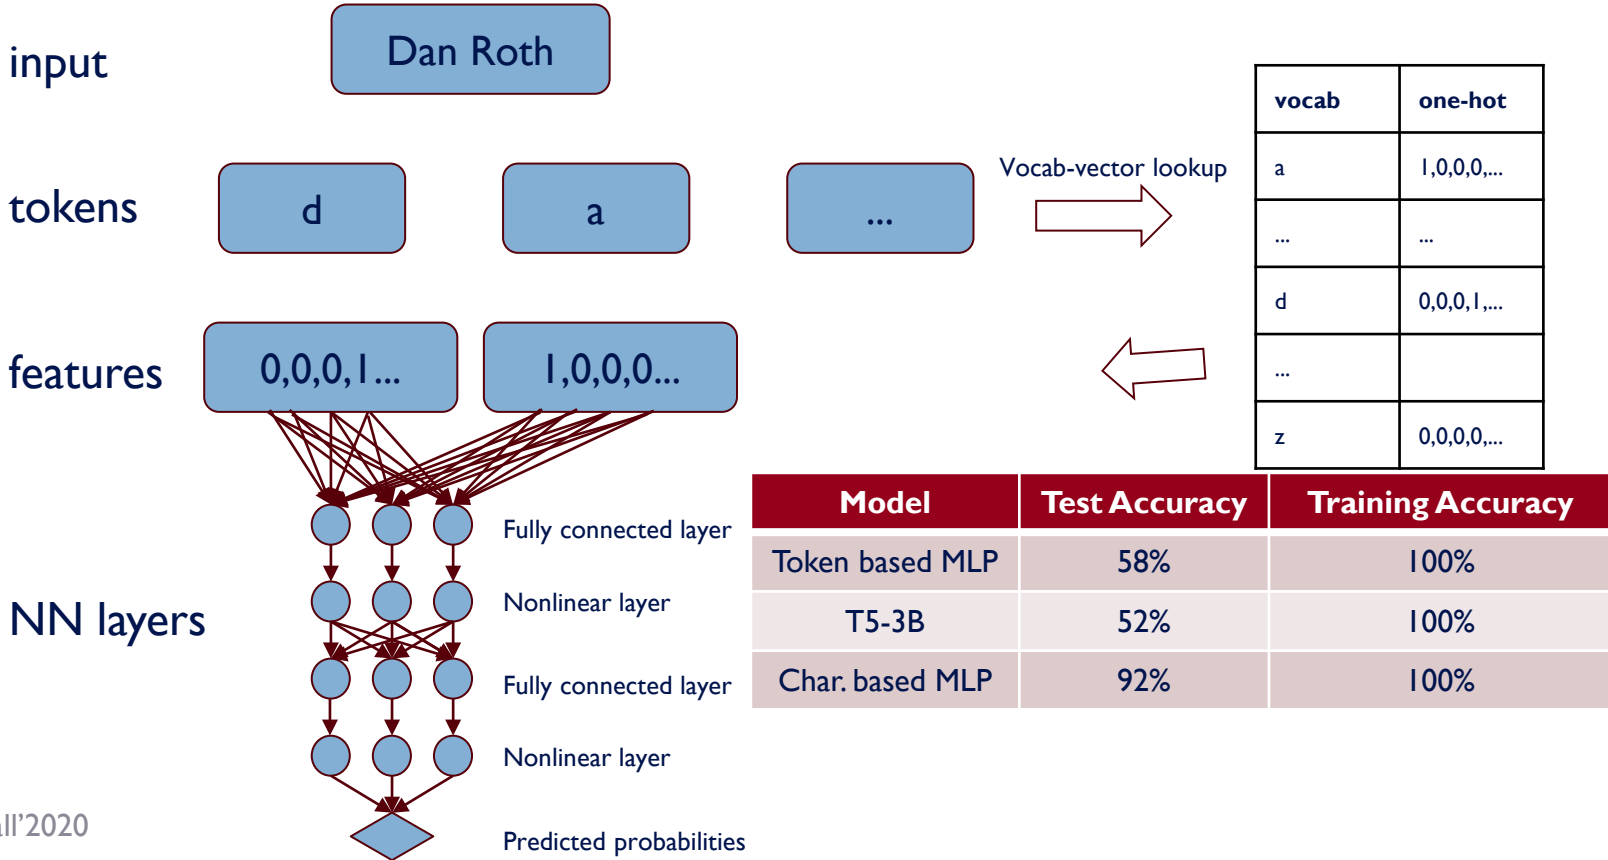 input
Dan Roth
tokens
d
a
...
Vocab-vector lookup
vocab one-hot
a 1,0,0,0,...
... ...
d 0,0,0,1,...
...
z 0,0,0,0,...
features
0,0,0,1...
1,0,0,0...
NN layers
Fully connected layer
Nonlinear layer
Fully connected layer
Nonlinear layer
Predicted probabilities
Model Test Accuracy Training Accuracy
Token based MLP 58% 100%
T5-3B 52% 100%
Char. based MLP 92% 100%
all'2020